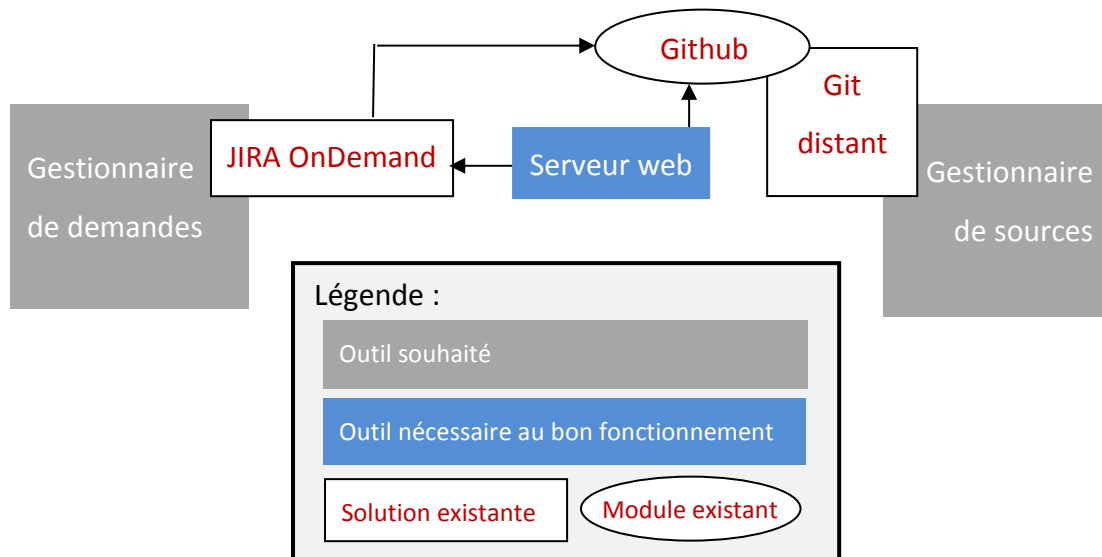 Github
Git
distant
JIRA OnDemand
Serveur web
Gestionnaire
de demandes
Gestionnaire
de sources
Légende :
Outil souhaité
Outil nécessaire au bon fonctionnement
Solution existante
Module existant